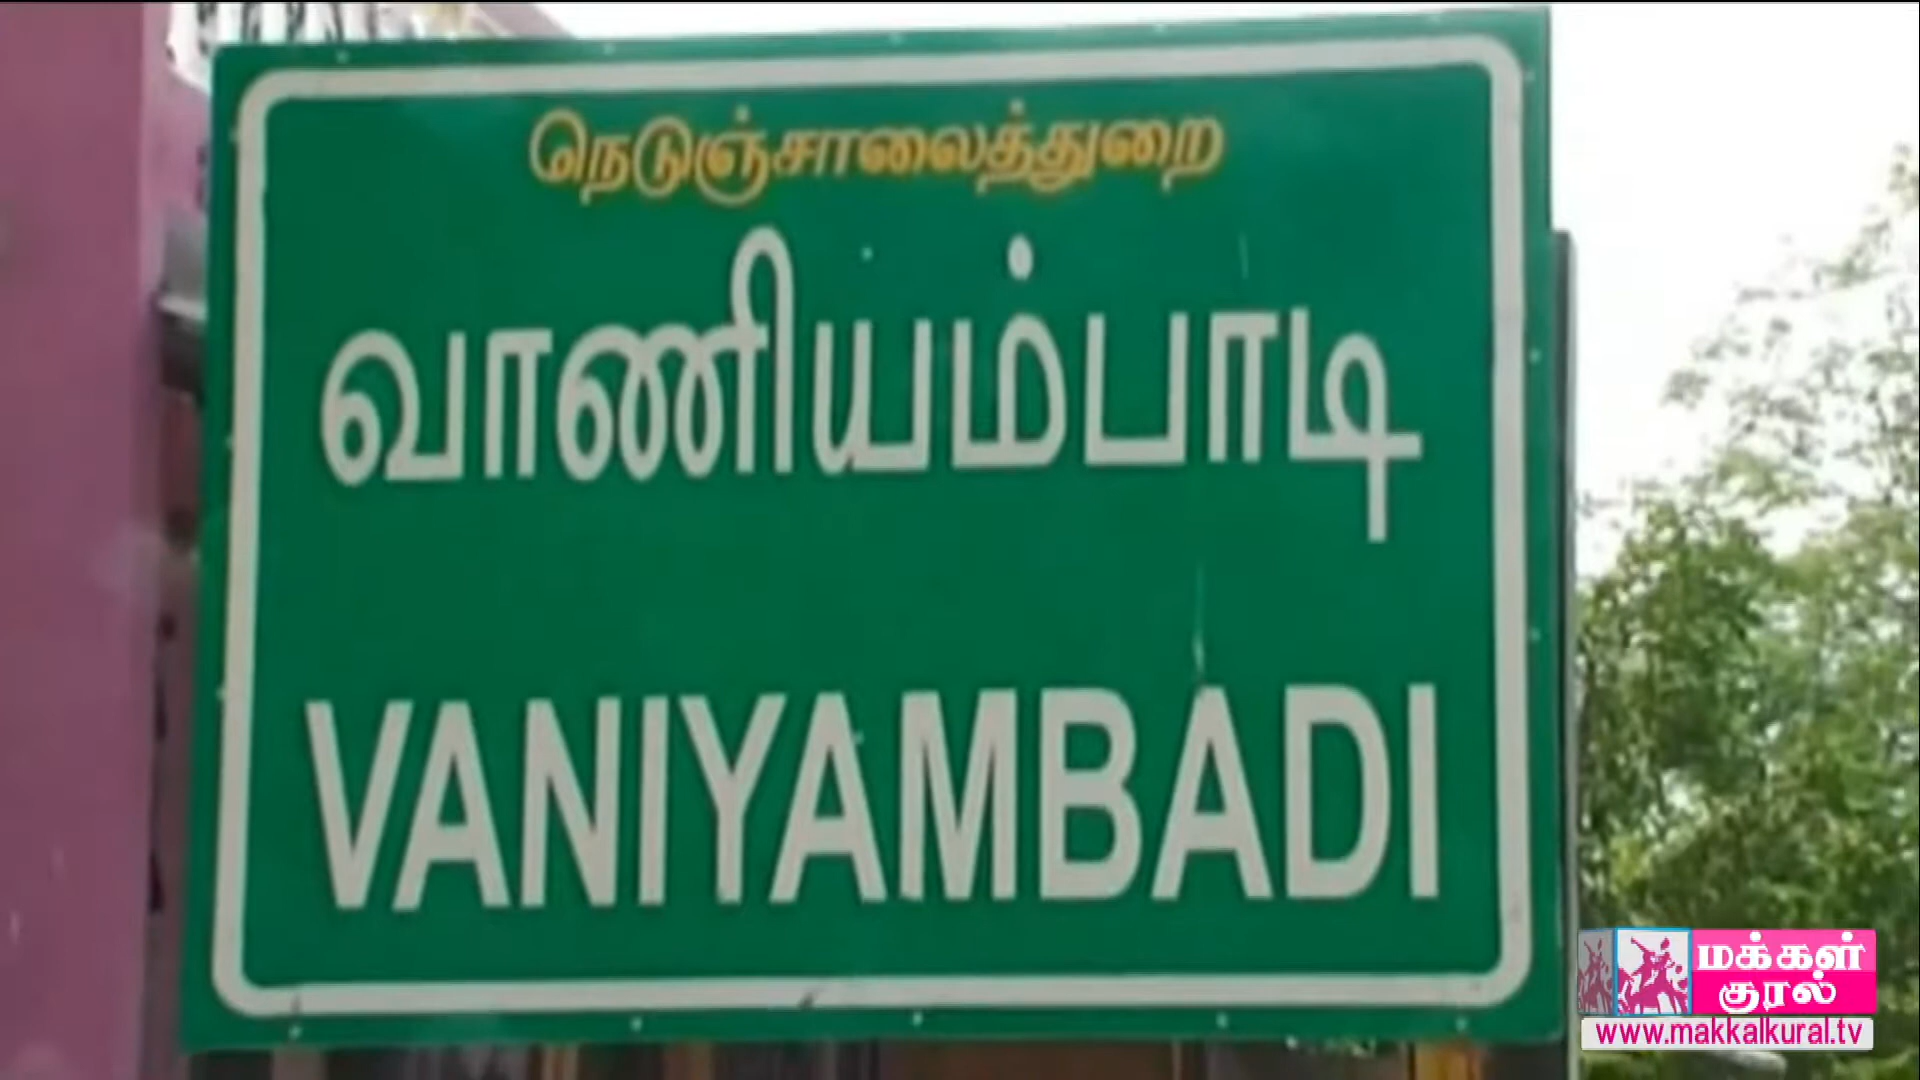 நெடுஞ்சாலைத்துறை
வாணியம்பாடி
VANIYAMBADI
மக்கள்
குரல்
www.makkalkural.tv